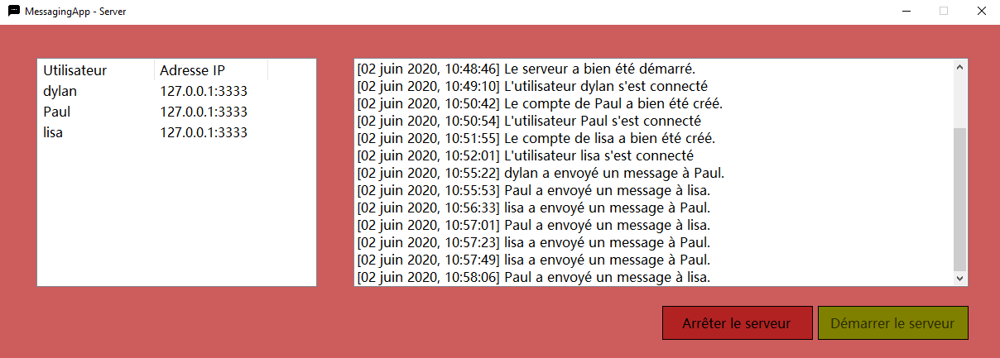 MessagingApp - Server
Utilisateur Adresse IP
dylan 127.0.0.1:3333
Paul 127.0.0.1:3333
lisa 127.0.0.1:3333
[02 juin 2020, 10:48:46] Le serveur a bien été démarré.
[02 juin 2020, 10:49:10] L'utilisateur dylan s'est connecté
[02 juin 2020, 10:50:42] Le compte de Paul a bien été créé.
[02 juin 2020, 10:50:54] L'utilisateur Paul s'est connecté
[02 juin 2020, 10:51:55] Le compte de lisa a bien été créé.
[02 juin 2020, 10:52:01] L'utilisateur lisa s'est connecté
[02 juin 2020, 10:55:22] dylan a envoyé un message à Paul.
[02 juin 2020, 10:55:53] Paul a envoyé un message à lisa.
[02 juin 2020, 10:56:33] lisa a envoyé un message à Paul.
[02 juin 2020, 10:57:01] Paul a envoyé un message à lisa.
[02 juin 2020, 10:57:23] lisa a envoyé un message à Paul.
[02 juin 2020, 10:57:49] lisa a envoyé un message à Paul.
[02 juin 2020, 10:58:06] Paul a envoyé un message à lisa.
Arrêter le serveur Démarrer le serveur